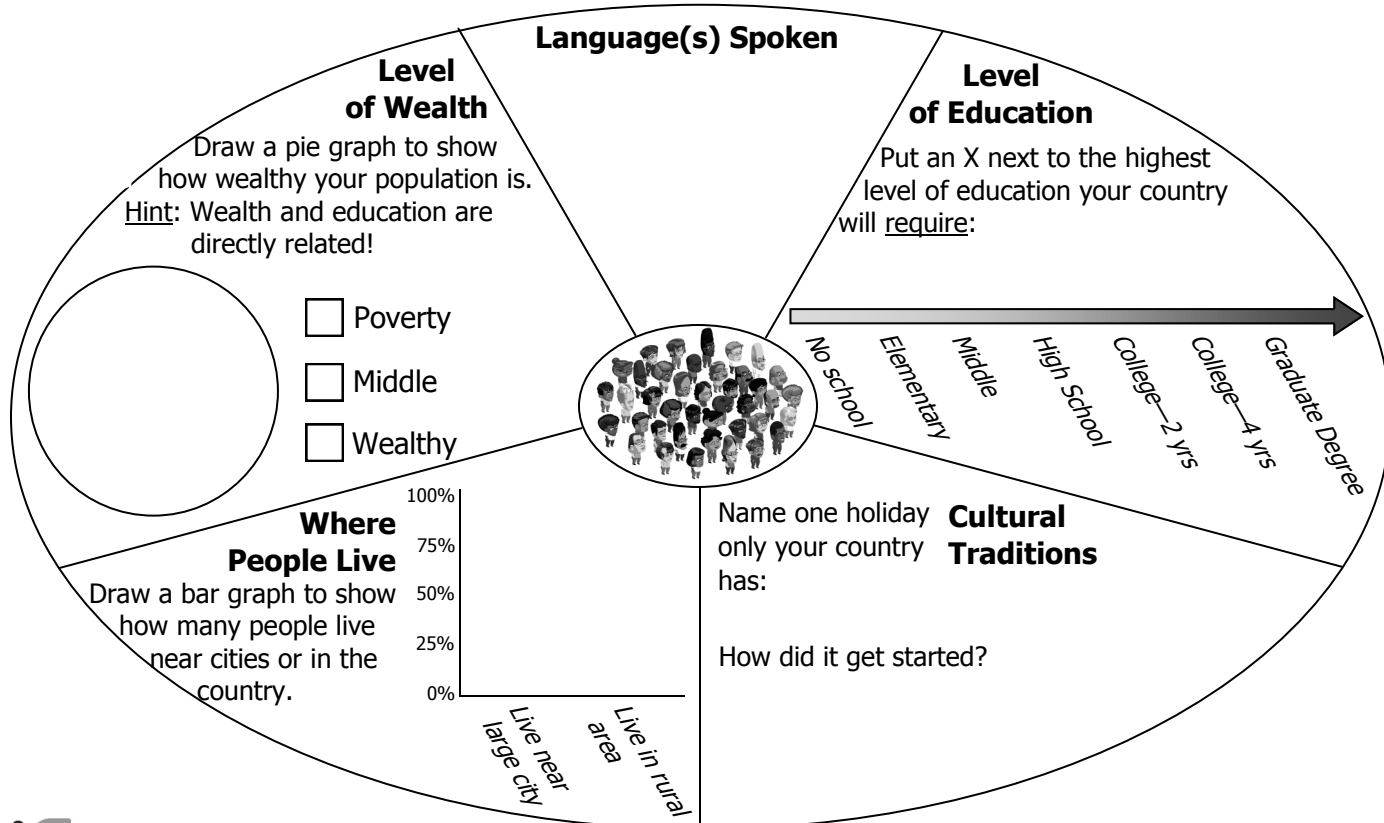 Language(s) Spoken
Level
of Wealth
Draw a pie graph to show
how wealthy your population is.
Hint: Wealth and education are
directly related!
Poverty
Middle
Wealthy
Level
of Education
Put an X next to the highest
level of education your country
will require:
No school
Elementary
Middle
High School
College—2 yrs
College—4 yrs
Graduate Degree
Where
People Live
Draw a bar graph to show
how many people live
near cities or in the
country.
100%
75%
50%
25%
0%
Live near
large city
Live in rural
area
Cultural
Traditions
Name one holiday
only your country
has:
How did it get started?